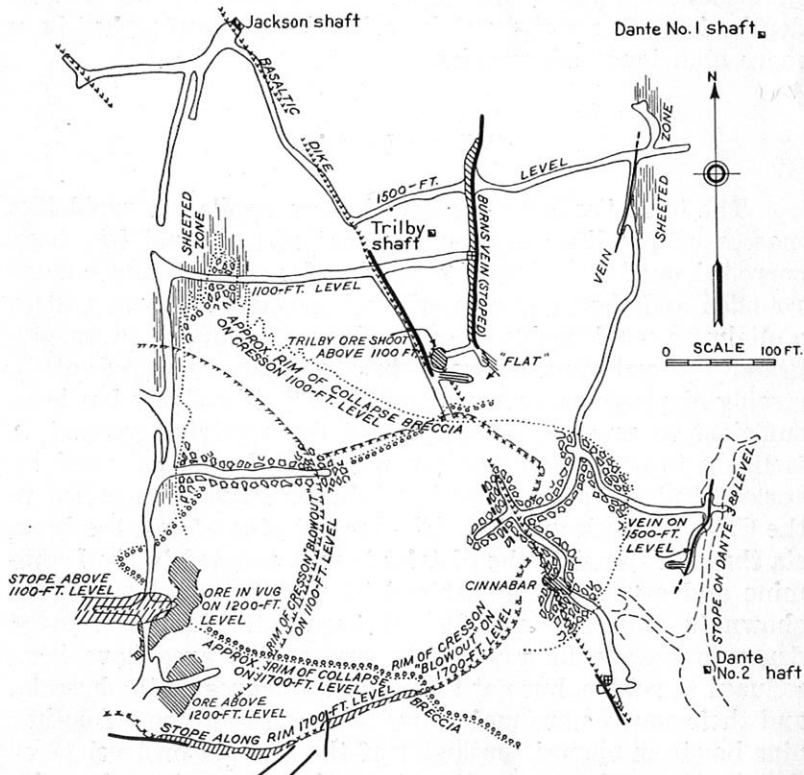 Jackson shaft
Dante No.1 shaft
BASALTIC
DIKE
N
1500-FT. LEVEL
SHEETED
ZONE
VEIN
BURNS VEIN (STOPED)
Trilby
shaft
SHEETED
ZONE
1100-FT. LEVEL
TRILBY ORE SHOOT
ABOVE 1100 FT.
"FLAT"
SCALE
0 100 FT.
APPROX. RIM OF COLLAPSE BRECCIA
ON CRESSON 1100-FT. LEVEL
RIM OF CRESSON "BLOWOUT"
ON 1100-FT. LEVEL
VEIN ON
1500-FT.
LEVEL
STOPE ON DANTE 3RD LEVEL
CINNABAR
STOPE ABOVE
1100-FT. LEVEL
ORE IN VUG
ON 1200-FT.
LEVEL
ORE ABOVE
1200-FT. LEVEL
APPROX. RIM OF COLLAPSE
ON 1700-FT. LEVEL
BRECCIA
RIM OF CRESSON
"BLOWOUT" ON
1700-FT. LEVEL
STOPE ALONG RIM 1700-FT. LEVEL
Dante
No.2 haft